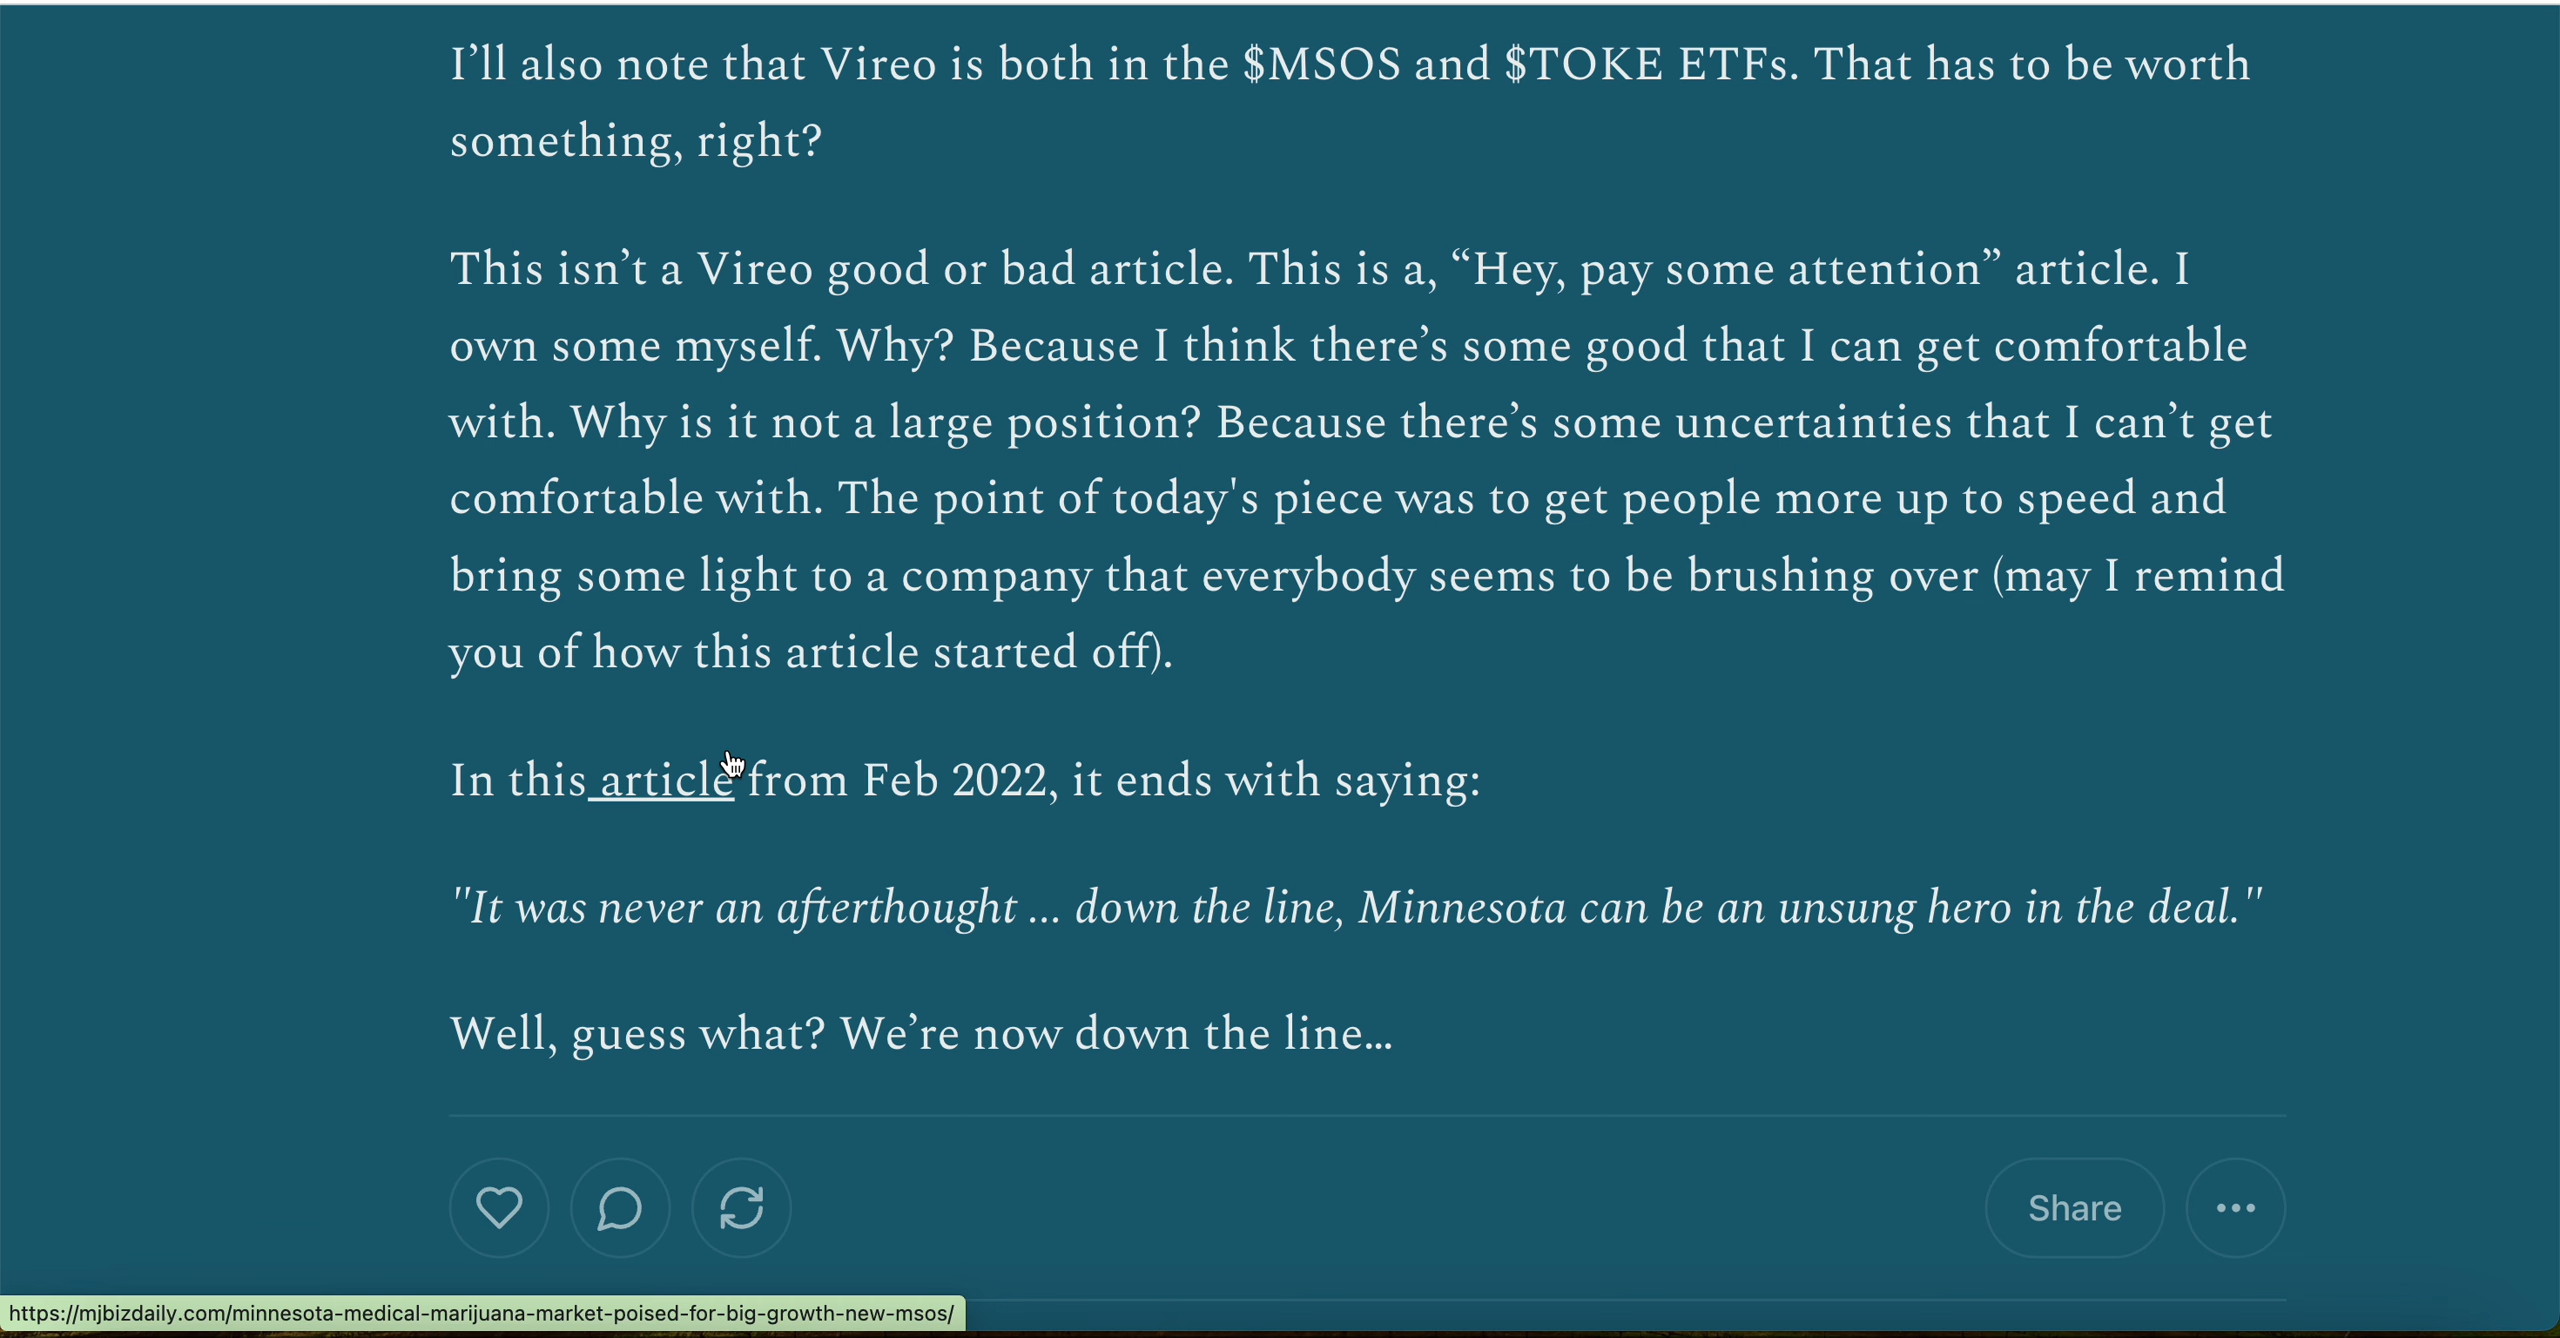 I’ll also note that Vireo is both in the $MSOS and $TOKE ETFs. That has to be worth
something, right?
This isn’t a Vireo good or bad article. This is a, “Hey, pay some attention” article. I
own some myself. Why? Because I think there’s some good that I can get comfortable
with. Why is it not a large position? Because there’s some uncertainties that I can’t get
comfortable with. The point of today's piece was to get people more up to speed and
bring some light to a company that everybody seems to be brushing over (may I remind
you of how this article started off).
In this article from Feb 2022, it ends with saying:
"It was never an afterthought ... down the line, Minnesota can be an unsung hero in the deal."
Well, guess what? We’re now down the line...
Share
https://mjbizdaily.com/minnesota-medical-marijuana-market-poised-for-big-growth-new-msos/